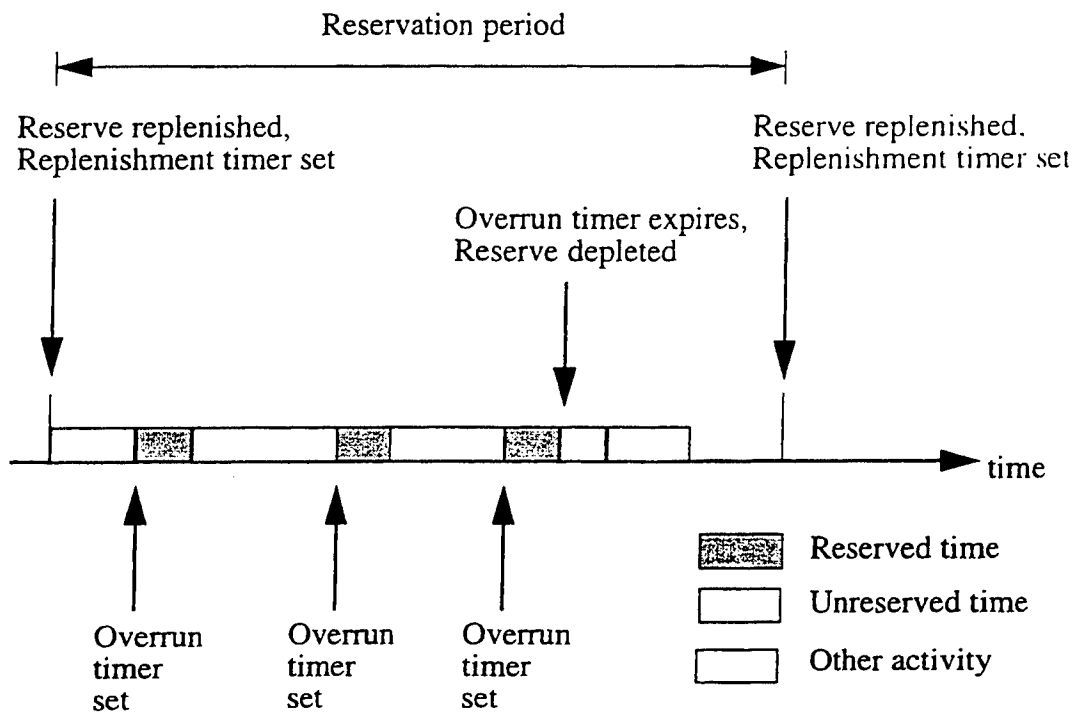 Reservation period
Reserve replenished,
Replenishment timer set
Reserve replenished.
Replenishment timer set
Overrun timer expires,
Reserve depleted
time
Overrun
timer
set
Overrun
timer
set
Overrun
timer
set
Reserved time
Unreserved time
Other activity